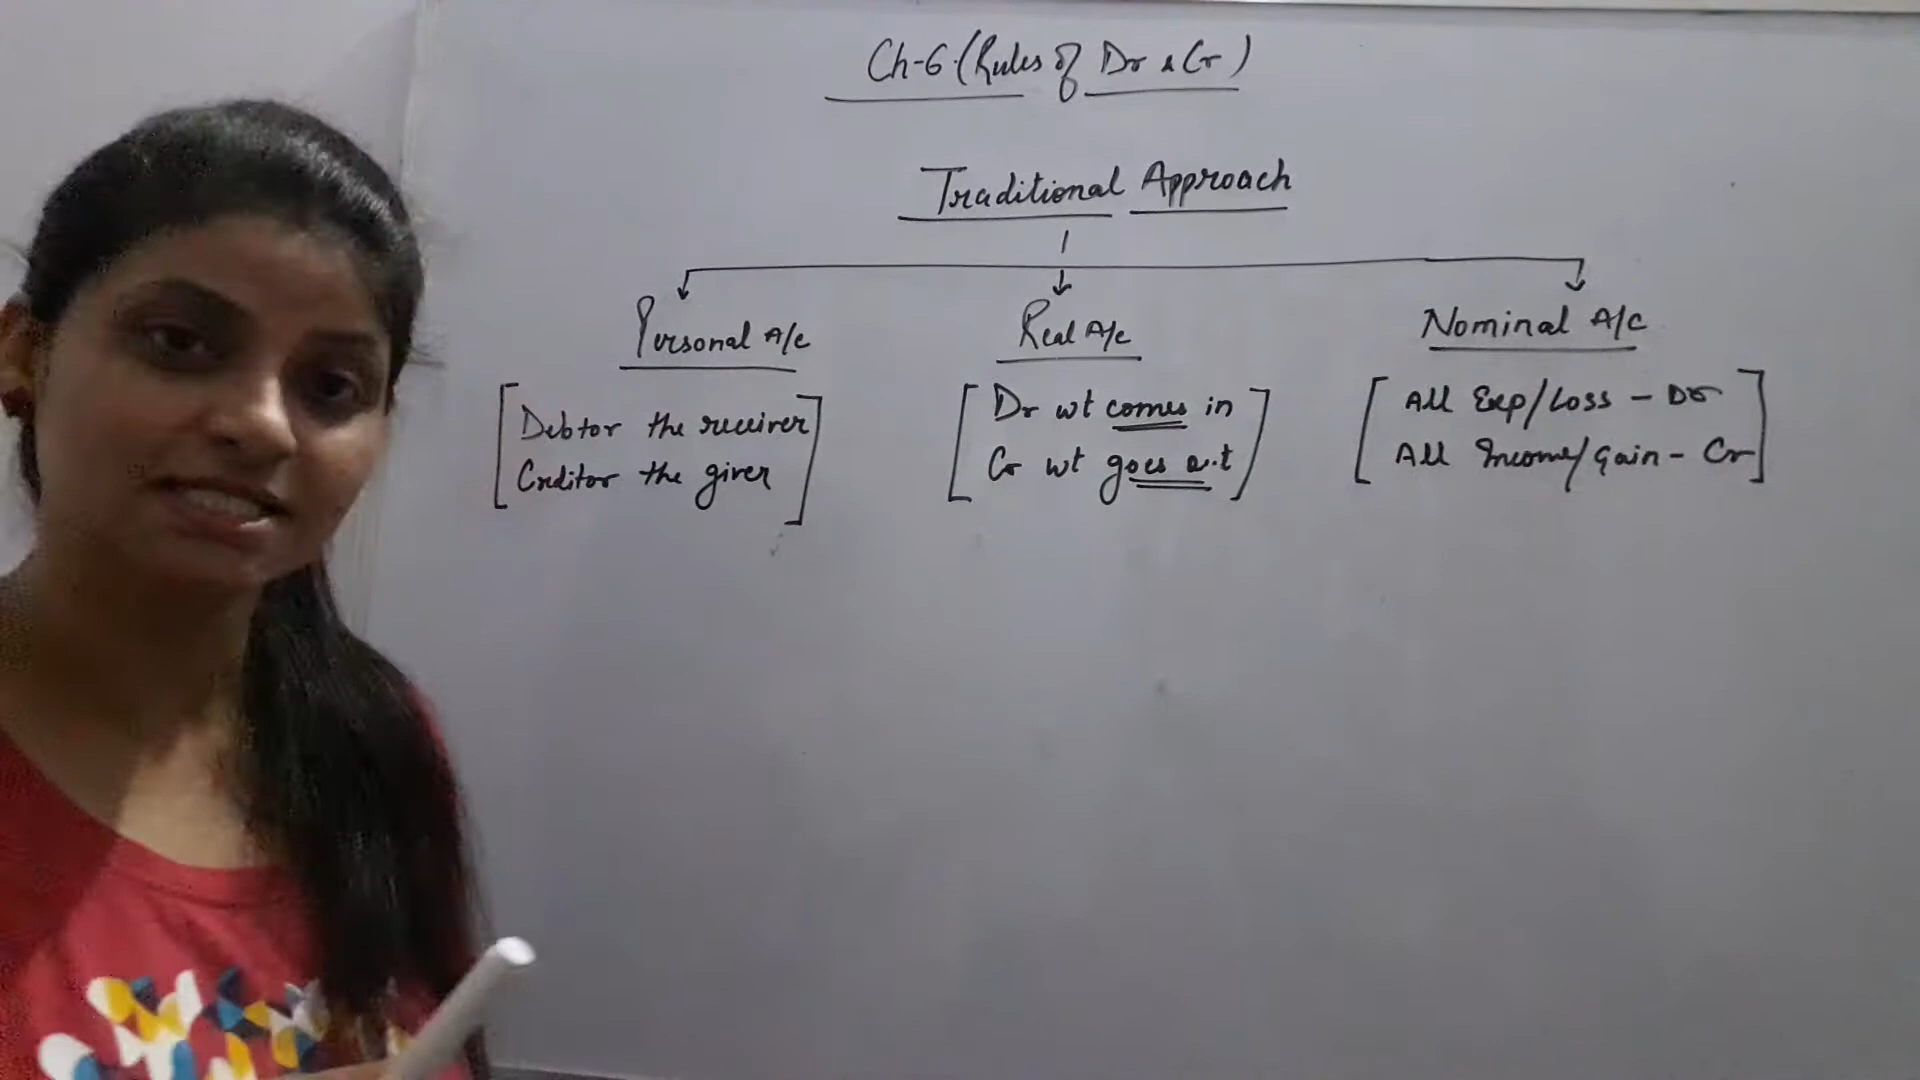 Ch-6 (Rules of Dr & Cr)
Traditional Approach
Personal A/c
Debtor the receiver
Creditor the giver
Real A/c
Dr wt comes in
Cr wt goes out
Nominal A/c
All Exp/Loss - Dr
All Income/Gain - Cr